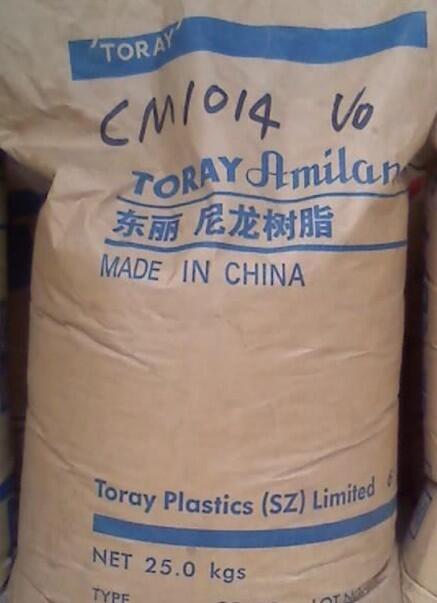 TORAY
CM1014 V0
TORAY Amilan
东丽 尼龙树脂
MADE IN CHINA
Toray Plastics (SZ) Limited
NET 25.0 kgs
TYPE LOT